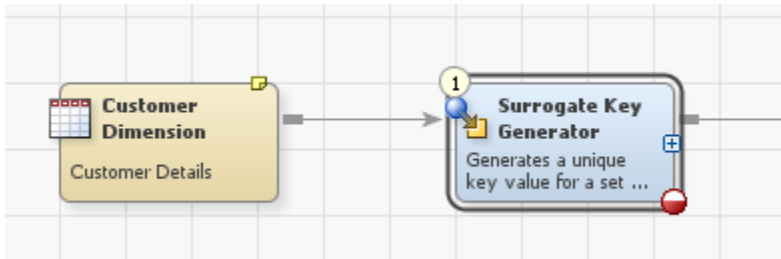 Customer
Dimension
Customer Details
1
Surrogate Key
Generator
Generates a unique
key value for a set ...